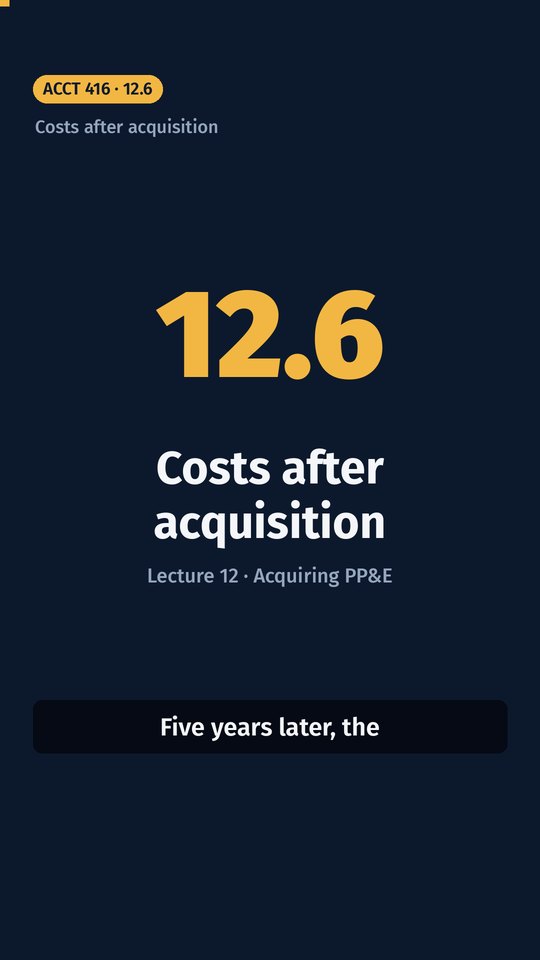 ACCT 416 · 12.6
Costs after acquisition
12.6
Costs after
acquisition
Lecture 12 · Acquiring PP&E
Five years later, the